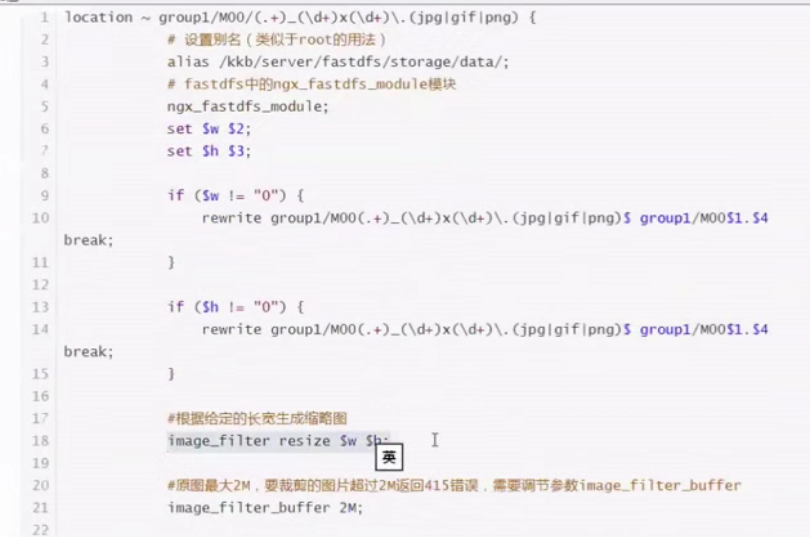 1 location ~ group1/M00/(.+)_(\d+)x(\d+)\.(jpg|gif|png) {
2 # 设置别名（类似于root的用法）
3 alias /kkb/server/fastdfs/storage/data/;
4 # fastdfs中的ngx_fastdfs_module模块
5 ngx_fastdfs_module;
6 set $w $2;
7 set $h $3;
8
9 if ($w != "0") {
10 rewrite group1/M00(.+)_(\d+)x(\d+)\.(jpg|gif|png)$ group1/M00$1.$4
break;
11 }
12
13 if ($h != "0") {
14 rewrite group1/M00(.+)_(\d+)x(\d+)\.(jpg|gif|png)$ group1/M00$1.$4
break;
15 }
16
17 #根据给定的长宽生成缩略图
18 image_filter resize $w $h;
英
19
20 #原图最大2M，要裁剪的图片超过2M返回415错误，需要调节参数image_filter_buffer
21 image_filter_buffer 2M;
22